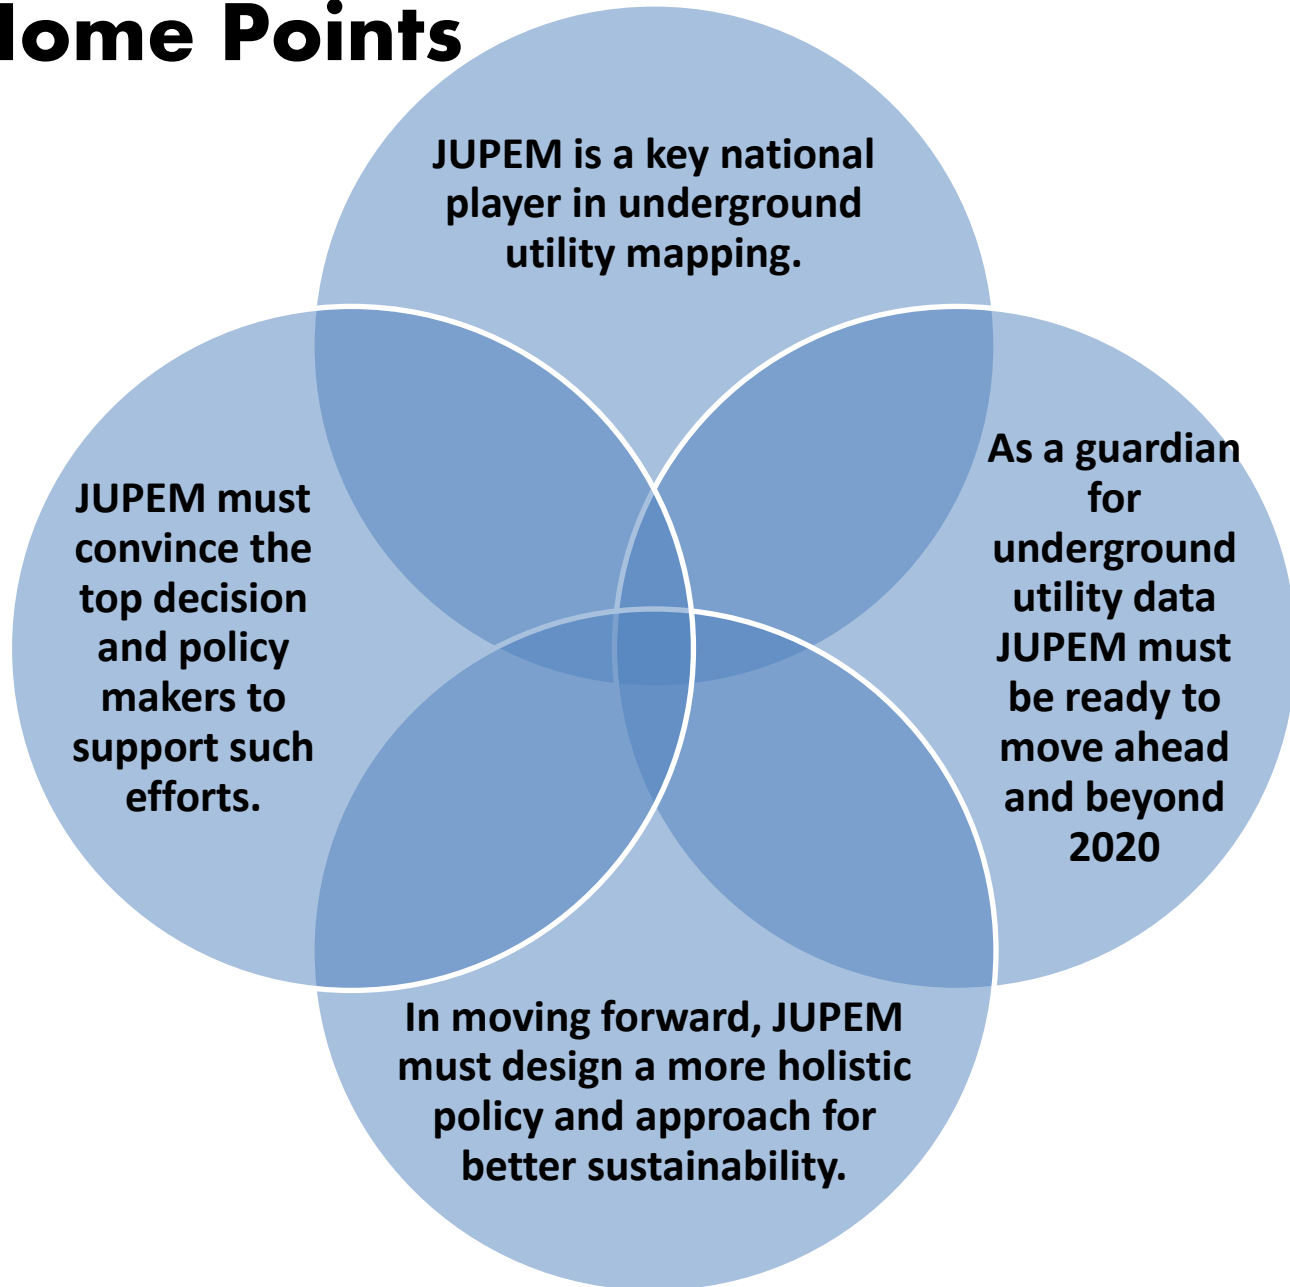 Home Points
JUPEM is a key national
player in underground
utility mapping.
As a guardian
for
underground
utility data
JUPEM must
be ready to
move ahead
and beyond
2020
In moving forward, JUPEM
must design a more holistic
policy and approach for
better sustainability.
JUPEM must
convince the
top decision
and policy
makers to
support such
efforts.